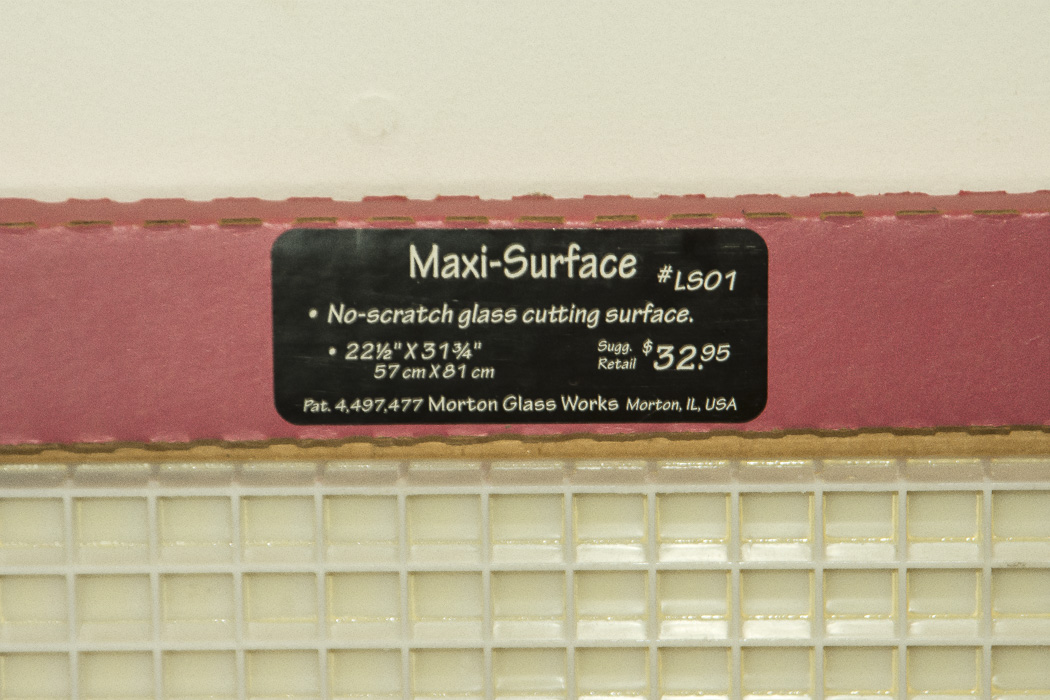 Maxi-Surface #LS01
• No-scratch glass cutting surface.
• 22½" X 31¾" Sugg. Retail $32.95
57 cm X 81 cm
Pat. 4,497,477 Morton Glass Works Morton, IL, USA